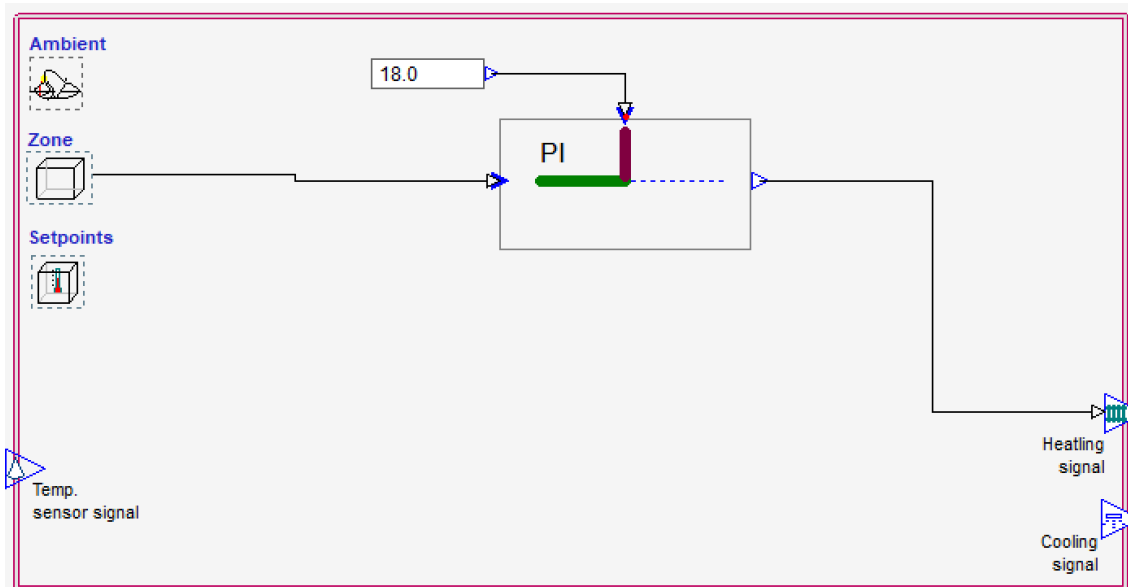 Ambient
18.0
Zone
PI
Setpoints
Heatling
signal
Temp.
sensor signal
Cooling
signal